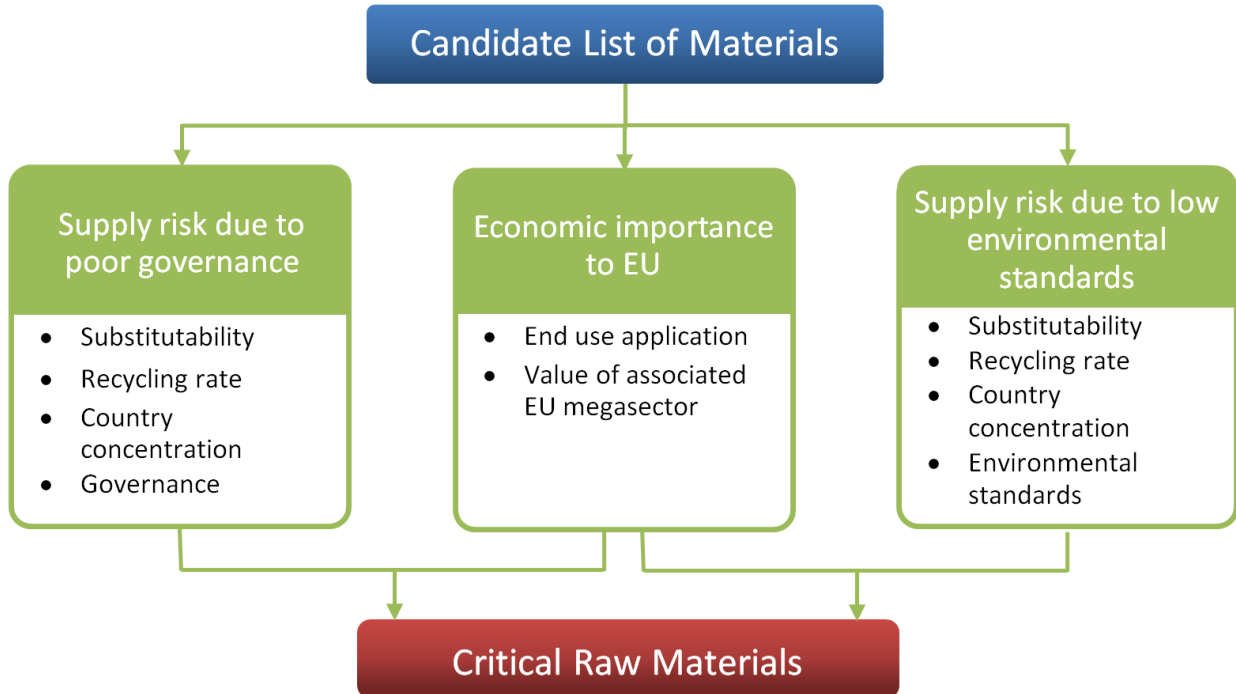 Candidate List of Materials
Supply risk due to
poor governance
• Substitutability
• Recycling rate
• Country
concentration
• Governance
Economic importance
to EU
• End use application
• Value of associated
EU megasector
Supply risk due to low
environmental
standards
• Substitutability
• Recycling rate
• Country
concentration
• Environmental
standards
Critical Raw Materials